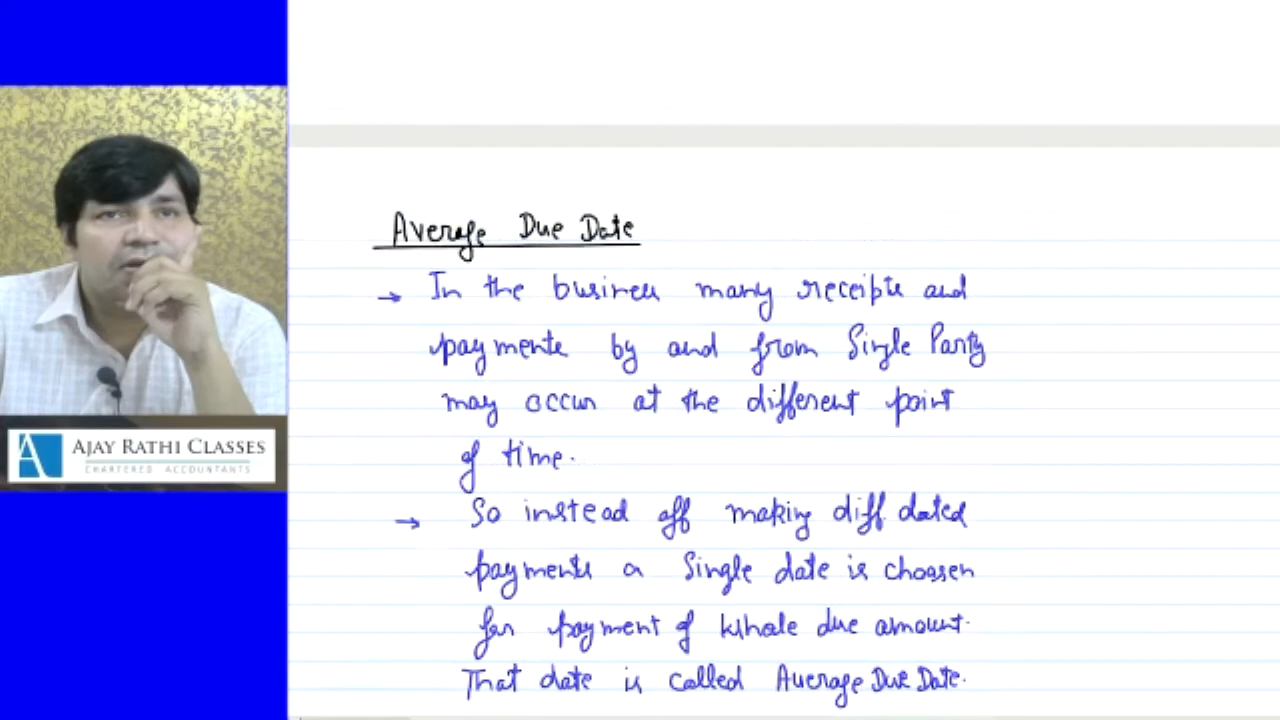 Average Due Date
→ In the business many receipts and
payments by and from Single Party
may occur at the different point
of time.
→ So instead off making diff dated
payments a Single date is choosen
for payment of Whole due amount.
That date is called Average Due Date.
AJAY RATHI CLASSES
CHARTERED ACCOUNTANTS